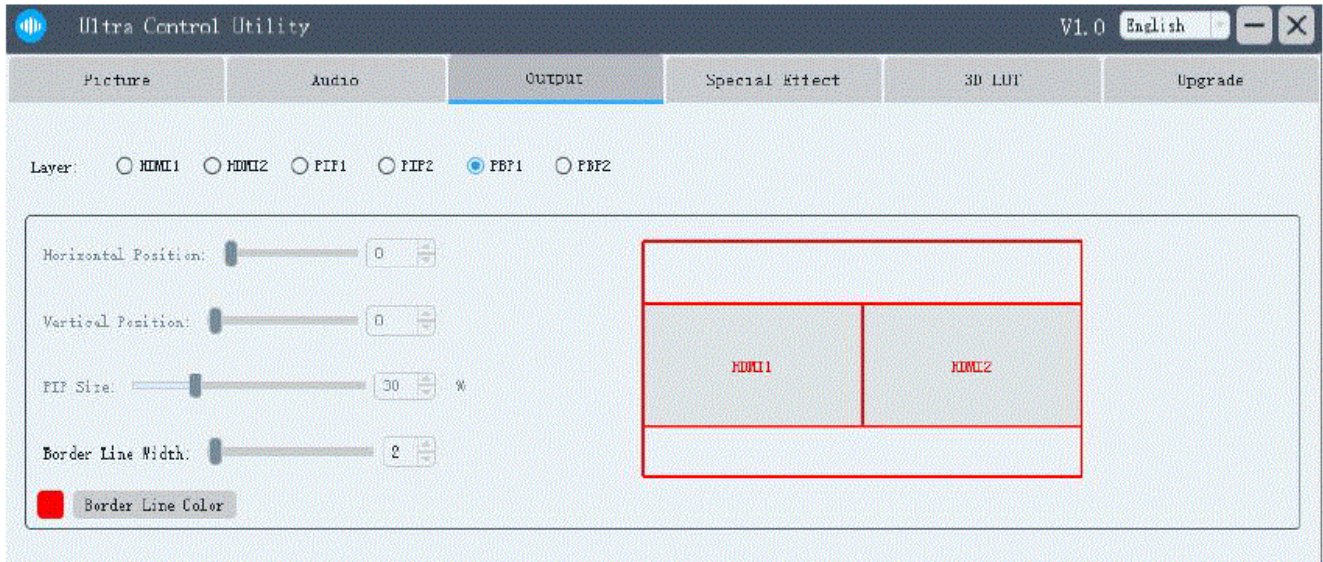 Ultra Control Utility V1.0 English
Picture Audio Output Special Effect 3D LUT Upgrade
Layer: HDMI1 HDMI2 PIP1 PIP2 PBP1 PBP2
Horizontal Position: 0
Vertical Position: 0
HDMI1 HDMI2
PIP Size: 30 %
Border Line Width: 2
Border Line Color